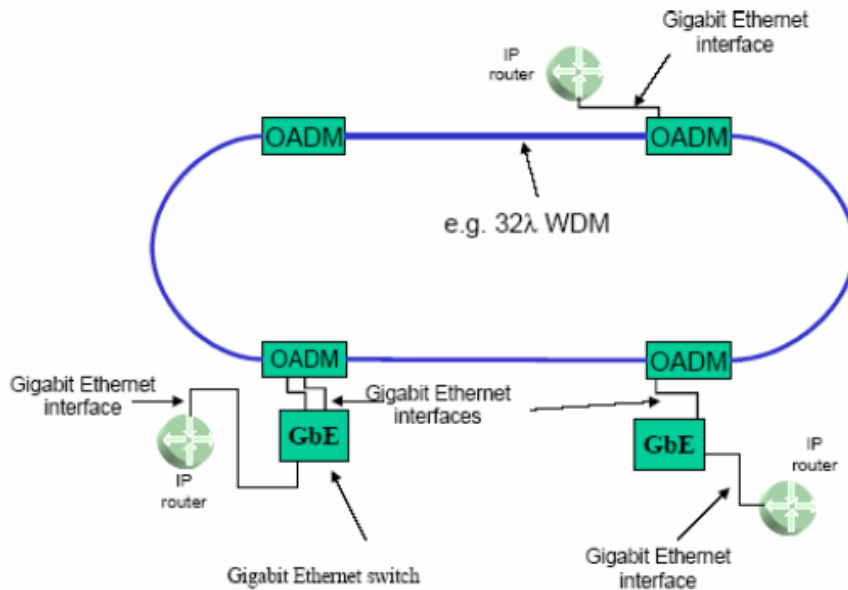 Gigabit Ethernet
interface
IP
router
OADM
OADM
e.g. 32λ WDM
OADM
OADM
Gigabit Ethernet
interface
Gigabit Ethernet
interfaces
GbE
GbE
IP
router
IP
router
Gigabit Ethernet switch
Gigabit Ethernet
interface